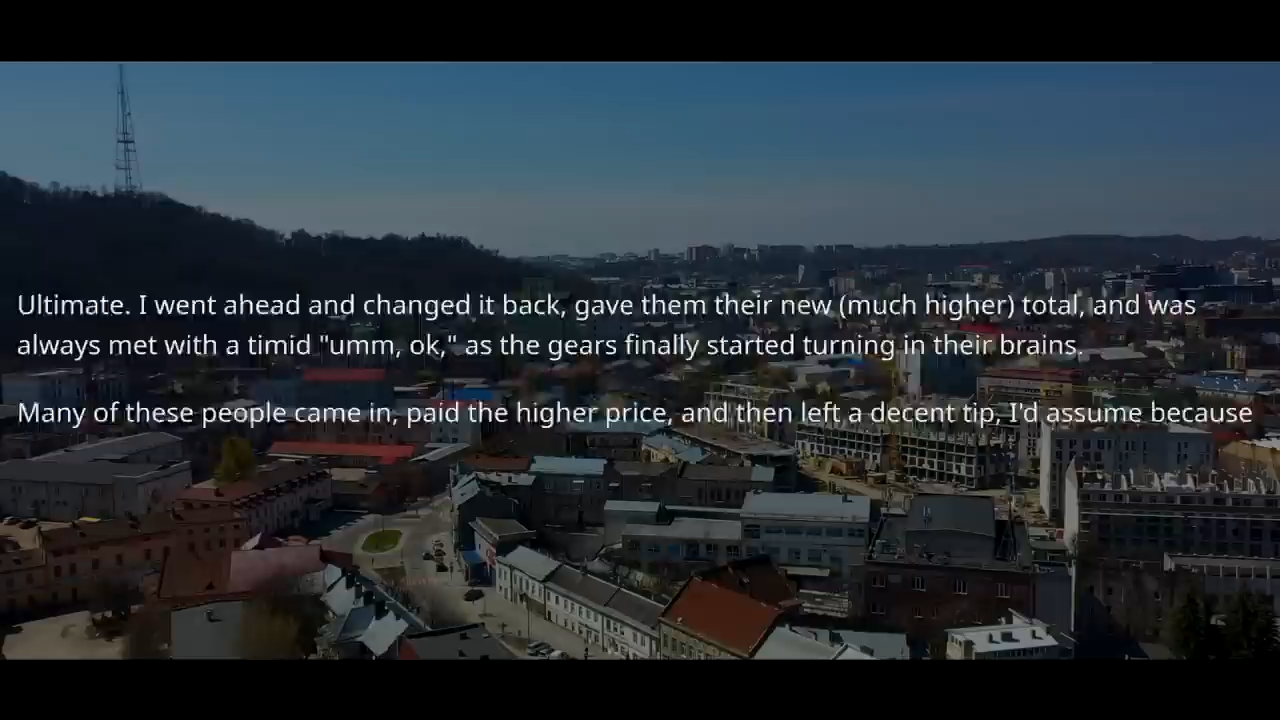 Ultimate. I went ahead and changed it back, gave them their new (much higher) total, and was
always met with a timid "umm, ok," as the gears finally started turning in their brains.
Many of these people came in, paid the higher price, and then left a decent tip, I'd assume because